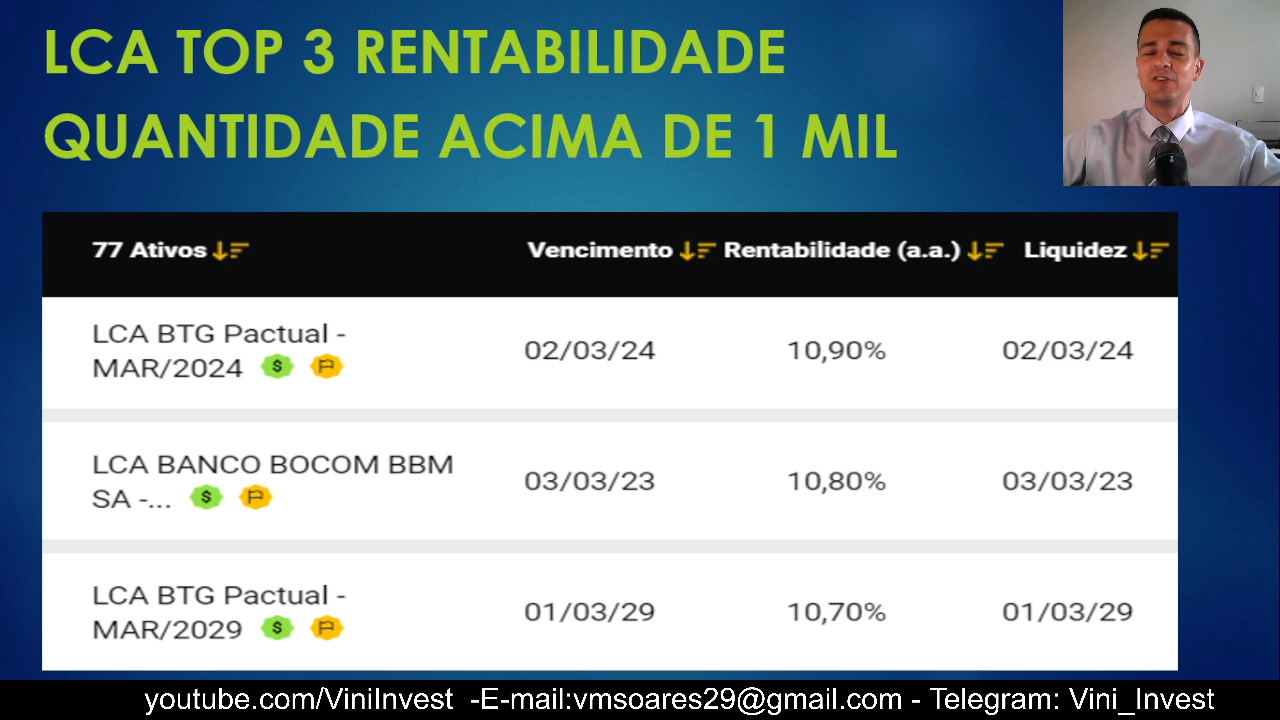 LCA TOP 3 RENTABILIDADE
QUANTIDADE ACIMA DE 1 MIL
77 Ativos Vencimento Rentabilidade (a.a.) Liquidez
LCA BTG Pactual -
MAR/2024 $ 02/03/24 10,90% 02/03/24
LCA BANCO BOCOM BBM
SA -... $ 03/03/23 10,80% 03/03/23
LCA BTG Pactual -
MAR/2029 $ 01/03/29 10,70% 01/03/29
youtube.com/ViniInvest -E-mail:vmsoares29@gmail.com - Telegram: Vini_Invest